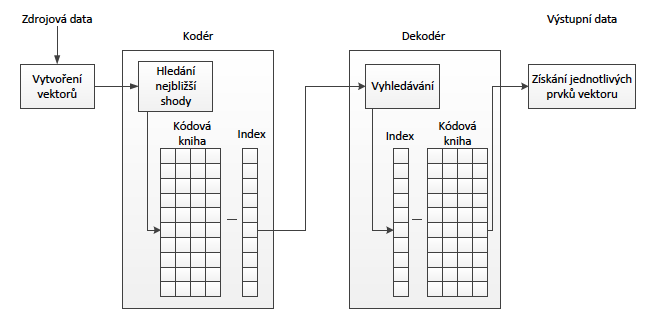 Zdrojová data
Kodér
Dekodér
Výstupní data
Vytvoření
vektorů
Hledání
nejbližší
shody
Vyhledávání
Získání jednotlivých
prvků vektoru
Kódová
kniha
Index
Index
Kódová
kniha